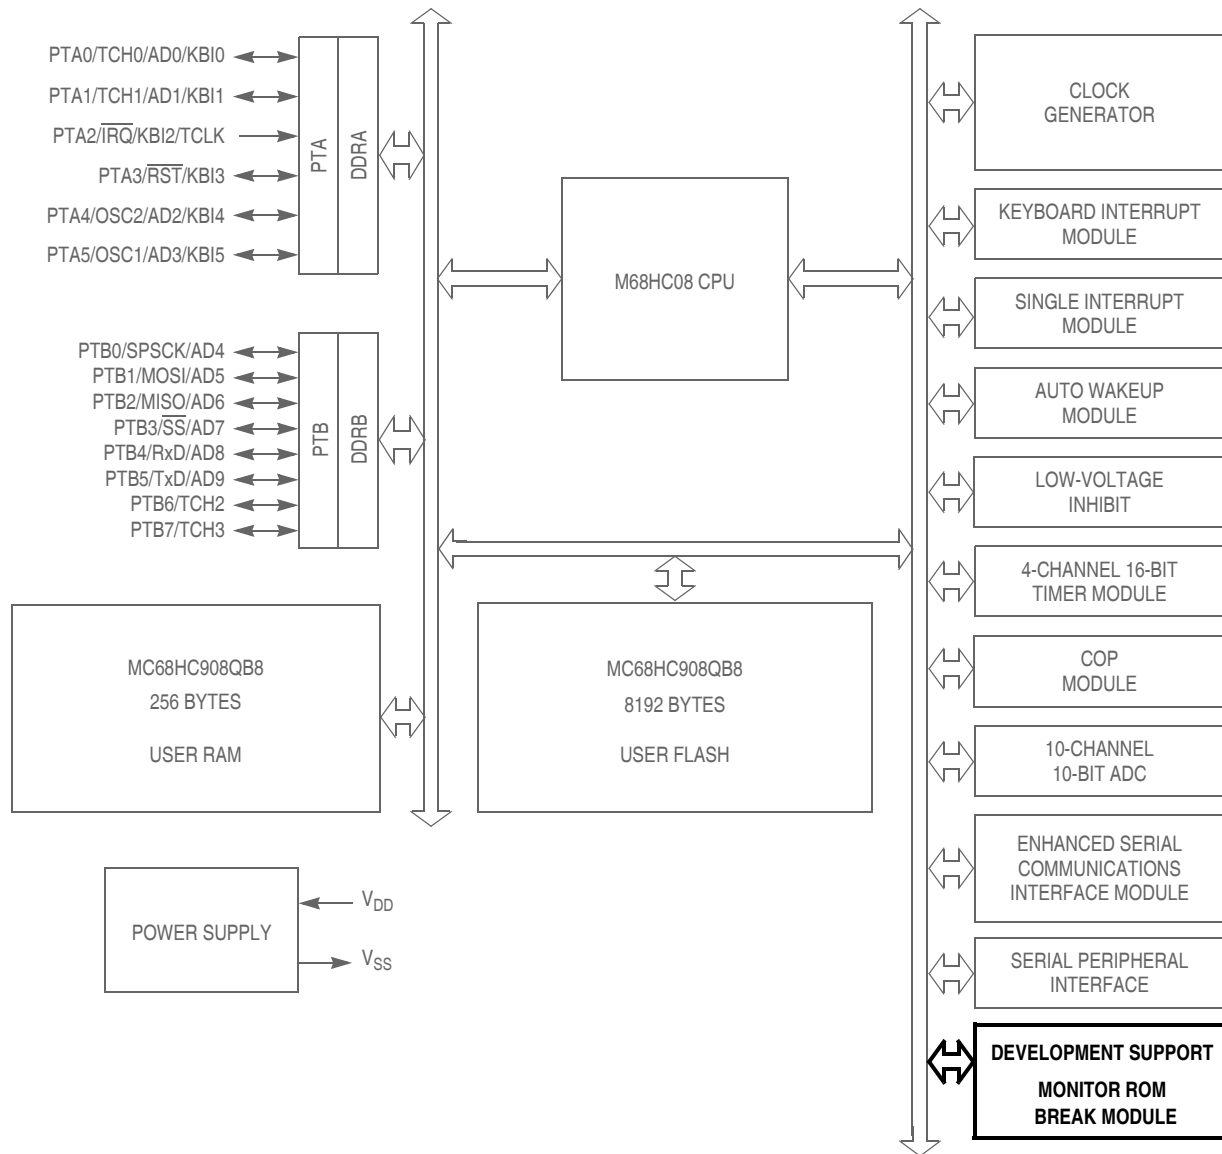 PTA0/TCH0/AD0/KBI0
PTA1/TCH1/AD1/KBI1
PTA2/IRQ/KBI2/TCLK
PTA3/RST/KBI3
PTA4/OSC2/AD2/KBI4
PTA5/OSC1/AD3/KBI5
PTA
DDRA
PTB0/SPSCK/AD4
PTB1/MOSI/AD5
PTB2/MISO/AD6
PTB3/SS/AD7
PTB4/RxD/AD8
PTB5/TxD/AD9
PTB6/TCH2
PTB7/TCH3
PTB
DDRB
MC68HC908QB8
256 BYTES
USER RAM
POWER SUPPLY
VDD
VSS
M68HC08 CPU
MC68HC908QB8
8192 BYTES
USER FLASH
CLOCK
GENERATOR
KEYBOARD INTERRUPT
MODULE
SINGLE INTERRUPT
MODULE
AUTO WAKEUP
MODULE
LOW-VOLTAGE
INHIBIT
4-CHANNEL 16-BIT
TIMER MODULE
COP
MODULE
10-CHANNEL
10-BIT ADC
ENHANCED SERIAL
COMMUNICATIONS
INTERFACE MODULE
SERIAL PERIPHERAL
INTERFACE
DEVELOPMENT SUPPORT
MONITOR ROM
BREAK MODULE